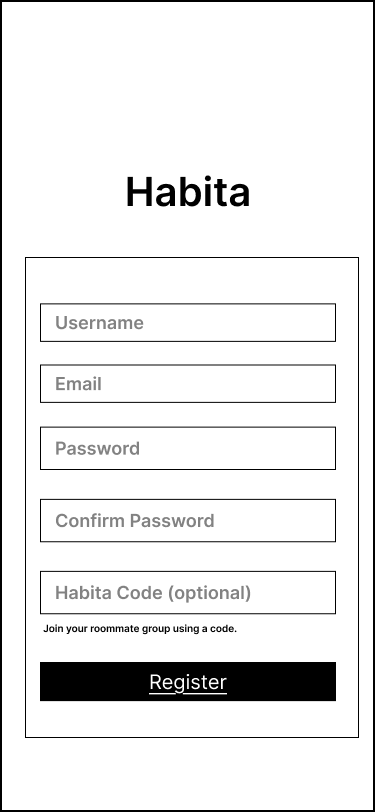 Habita
Username
Email
Password
Confirm Password
Habita Code (optional)
Join your roommate group using a code.
Register